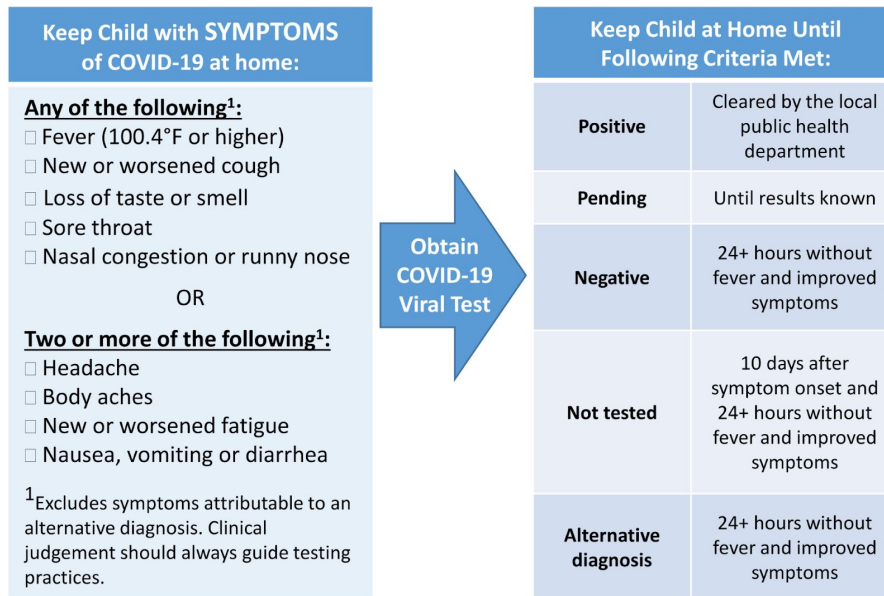 Keep Child with SYMPTOMS
of COVID-19 at home:
Any of the following¹:
□ Fever (100.4°F or higher)
□ New or worsened cough
□ Loss of taste or smell
□ Sore throat
□ Nasal congestion or runny nose
OR
Two or more of the following¹:
□ Headache
□ Body aches
□ New or worsened fatigue
□ Nausea, vomiting or diarrhea
¹Excludes symptoms attributable to an
alternative diagnosis. Clinical
judgement should always guide testing
practices.
Obtain
COVID-19
Viral Test
Keep Child at Home Until
Following Criteria Met:
Positive
Cleared by the local
public health
department
Pending
Until results known
Negative
24+ hours without
fever and improved
symptoms
Not tested
10 days after
symptom onset and
24+ hours without
fever and improved
symptoms
Alternative
diagnosis
24+ hours without
fever and improved
symptoms